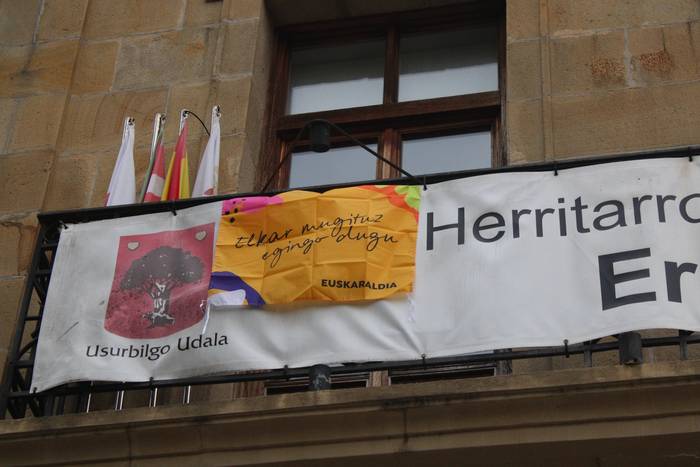 Usurbilgo Udala
elkar mugituz
egingo dugu
EUSKARALDIA
Herritarro
Er